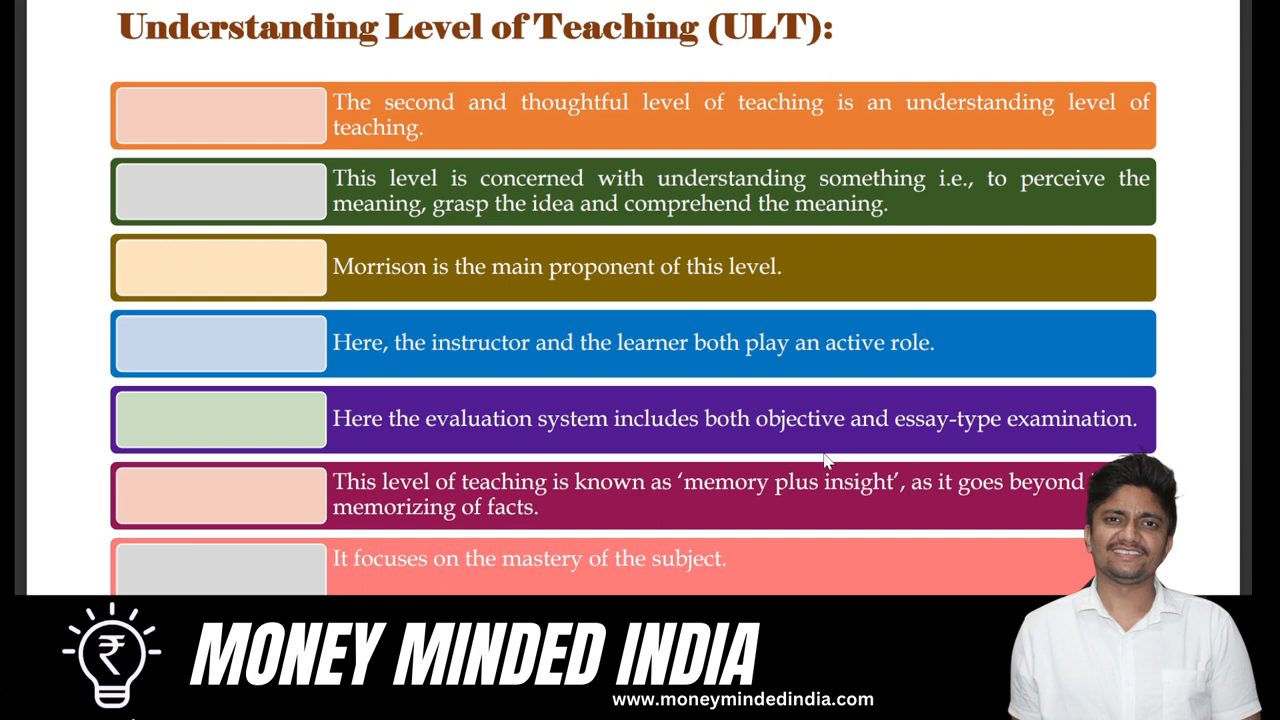 Understanding Level of Teaching (ULT):
The second and thoughtful level of teaching is an understanding level of
teaching.
This level is concerned with understanding something i.e., to perceive the
meaning, grasp the idea and comprehend the meaning.
Morrison is the main proponent of this level.
Here, the instructor and the learner both play an active role.
Here the evaluation system includes both objective and essay-type examination.
This level of teaching is known as ‘memory plus insight’, as it goes beyond
memorizing of facts.
It focuses on the mastery of the subject.
₹ MONEY MINDED INDIA
www.moneymindedindia.com